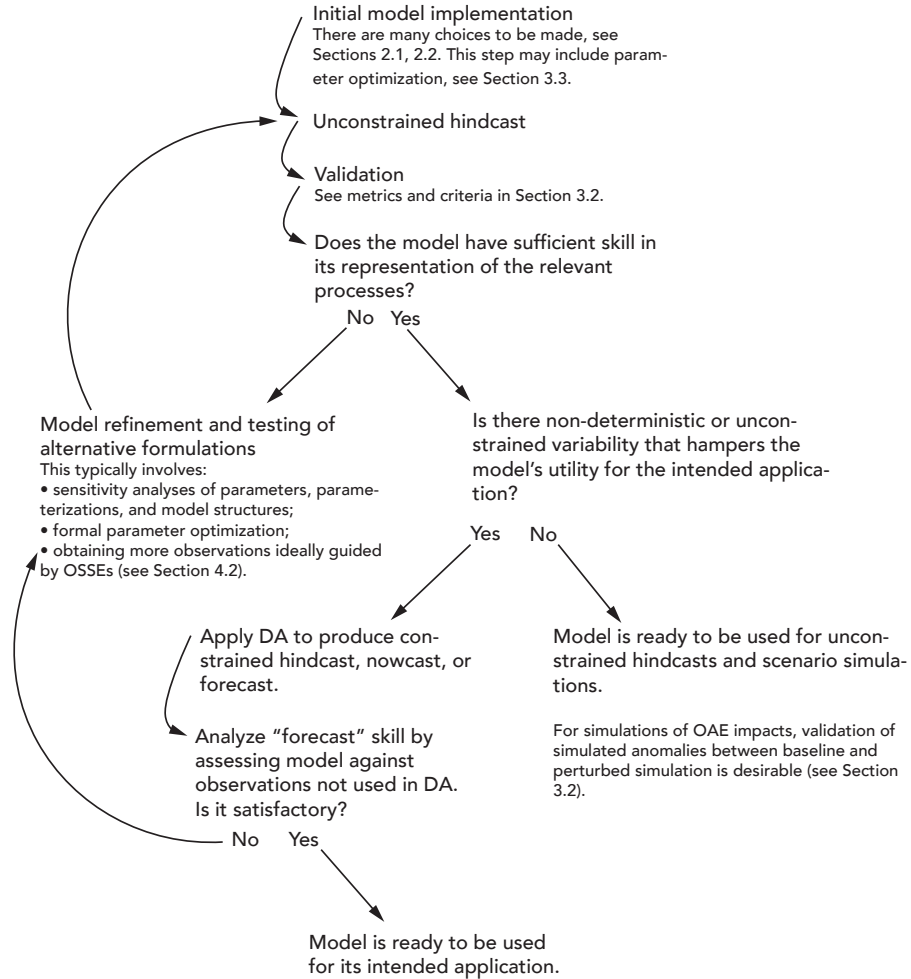 Initial model implementation
There are many choices to be made, see
Sections 2.1, 2.2. This step may include param-
eter optimization, see Section 3.3.
Unconstrained hindcast
Validation
See metrics and criteria in Section 3.2.
Does the model have sufficient skill in
its representation of the relevant
processes?
No Yes
Model refinement and testing of
alternative formulations
This typically involves:
• sensitivity analyses of parameters, parame-
terizations, and model structures;
• formal parameter optimization;
• obtaining more observations ideally guided
by OSSEs (see Section 4.2).
Is there non-deterministic or uncon-
strained variability that hampers the
model's utility for the intended applica-
tion?
Yes No
Apply DA to produce con-
strained hindcast, nowcast, or
forecast.
Analyze “forecast” skill by
assessing model against
observations not used in DA.
Is it satisfactory?
No Yes
Model is ready to be used for uncon-
strained hindcasts and scenario simula-
tions.
For simulations of OAE impacts, validation of
simulated anomalies between baseline and
perturbed simulation is desirable (see Section
3.2).
Model is ready to be used
for its intended application.